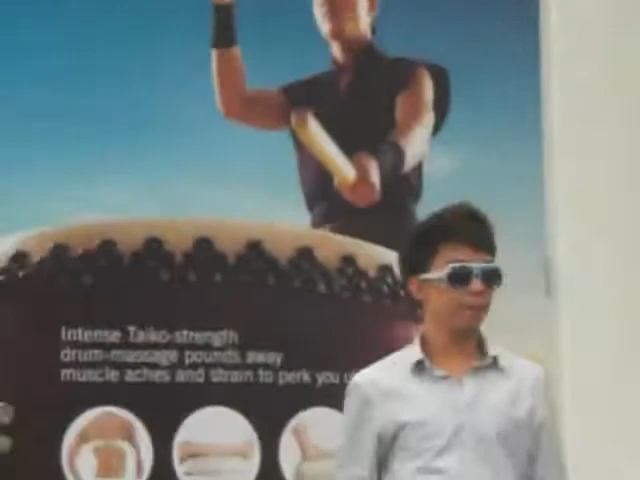 Intense Taiko-strength
drum-massage pounds away
muscle aches and strain to perk you